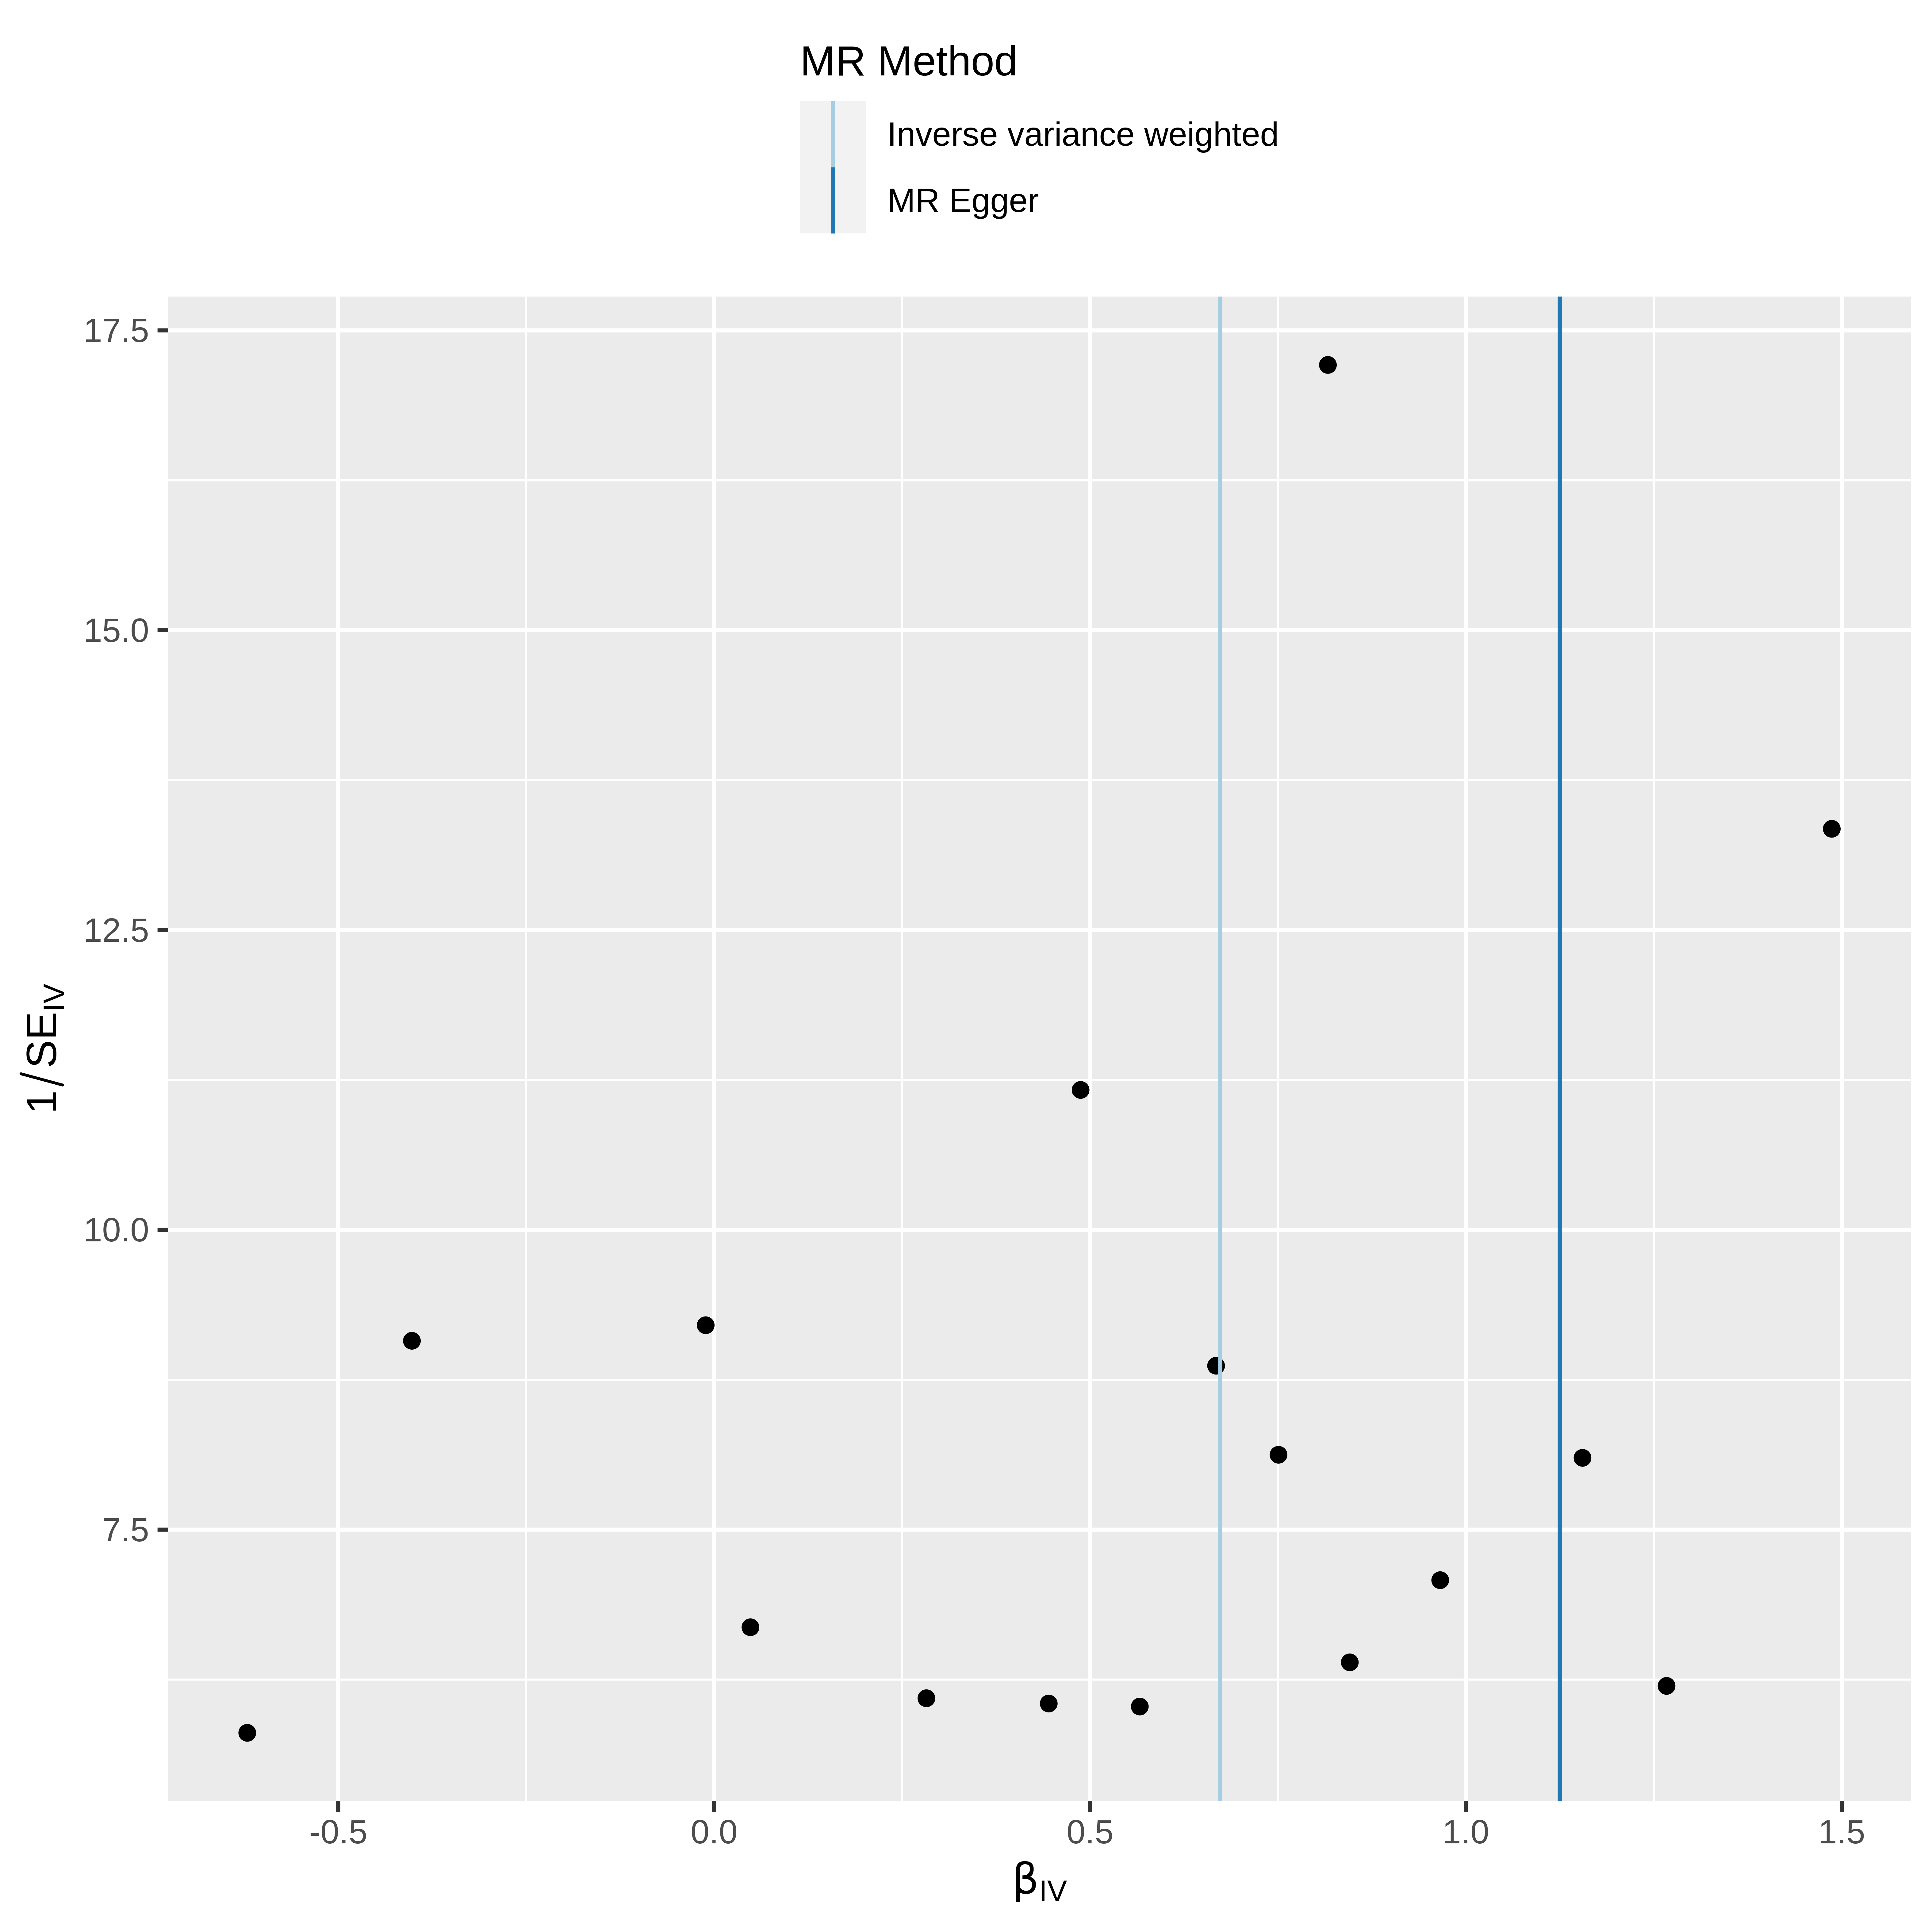 MR Method
Inverse variance weighted
MR Egger
17.5
15.0
12.5
10.0
7.5
1 / SE_IV
-0.5
0.0
0.5
1.0
1.5
β_IV